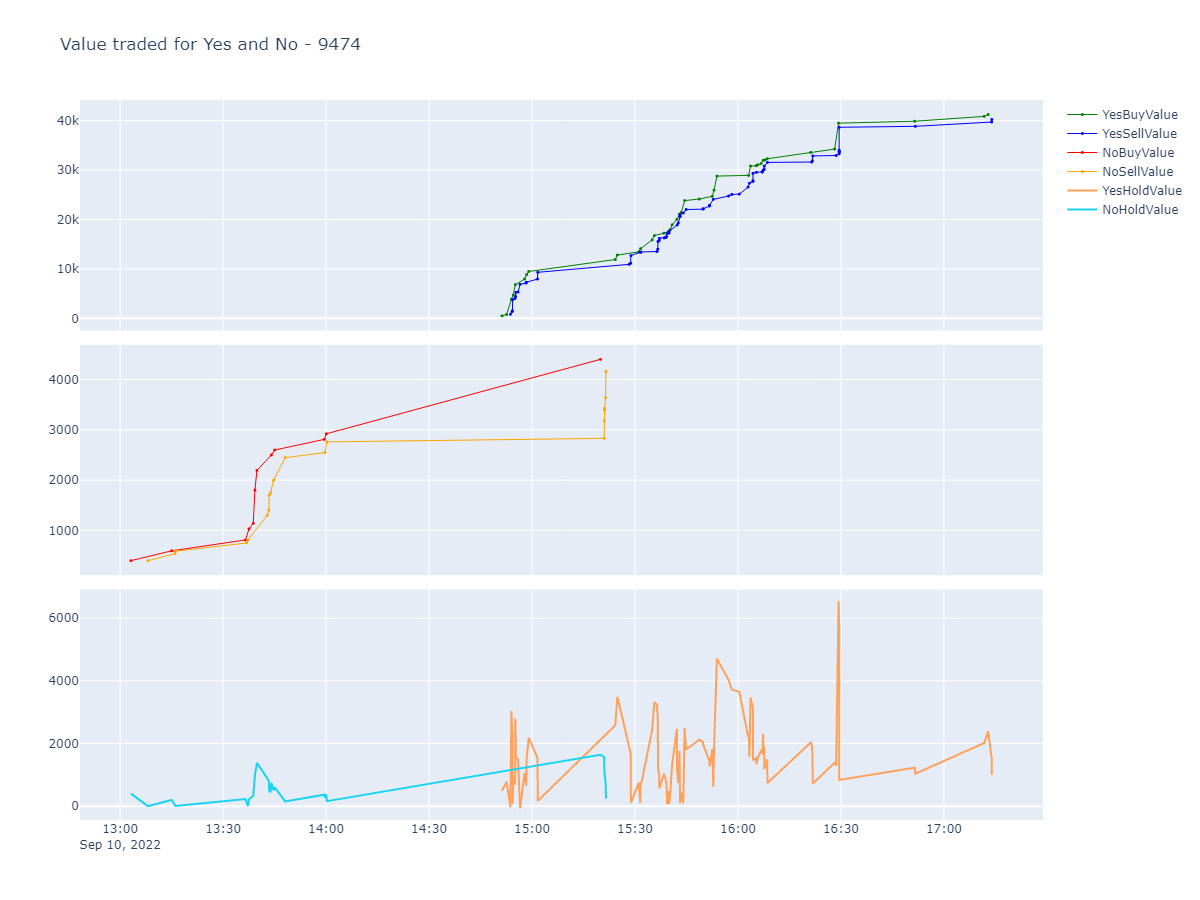 Value traded for Yes and No - 9474
40k
30k
20k
10k
0
4000
3000
2000
1000
6000
4000
2000
0
13:00 13:30 14:00 14:30 15:00 15:30 16:00 16:30 17:00
Sep 10, 2022
YesBuyValue
YesSellValue
NoBuyValue
NoSellValue
YesHoldValue
NoHoldValue